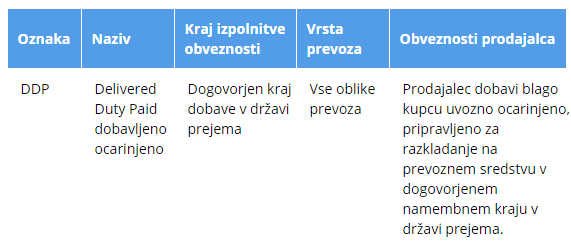 Oznaka
Naziv
Kraj izpolnitve
obveznosti
Vrsta
prevoza
Obveznosti prodajalca
DDP
Delivered
Duty Paid
dobavljeno
ocarinjeno
Dogovorjen kraj
dobave v državi
prejema
Vse oblike
prevoza
Prodajalec dobavi blago
kupcu uvozno ocarinjeno,
pripravljeno za
razkladanje na
prevoznem sredstvu v
dogovorjenem
namembnem kraju v
državi prejema.